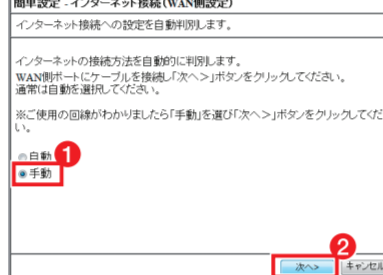 簡単設定 - インターネット接続(WAN側設定)
インターネット接続への設定を自動判別します。
インターネットの接続方法を自動的に判別します。
WAN側ポートにケーブルを接続し「次へ>」ボタンをクリックしてください。
通常は自動を選択してください。
※ご使用の回線がわかりましたら「手動」を選び「次へ>」ボタンをクリックしてくだ
い。
自動
1
手動
2
次へ>
キャンセル